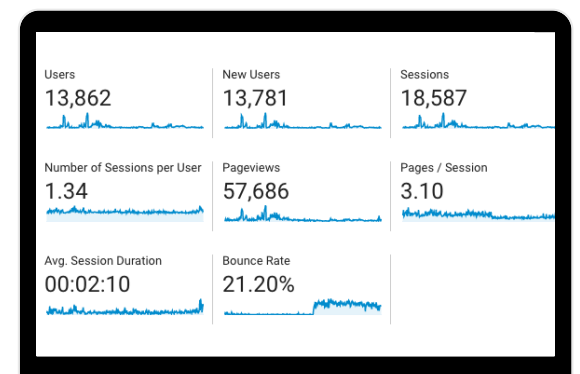 Users
13,862
New Users
13,781
Sessions
18,587
Number of Sessions per User
1.34
Pageviews
57,686
Pages / Session
3.10
Avg. Session Duration
00:02:10
Bounce Rate
21.20%